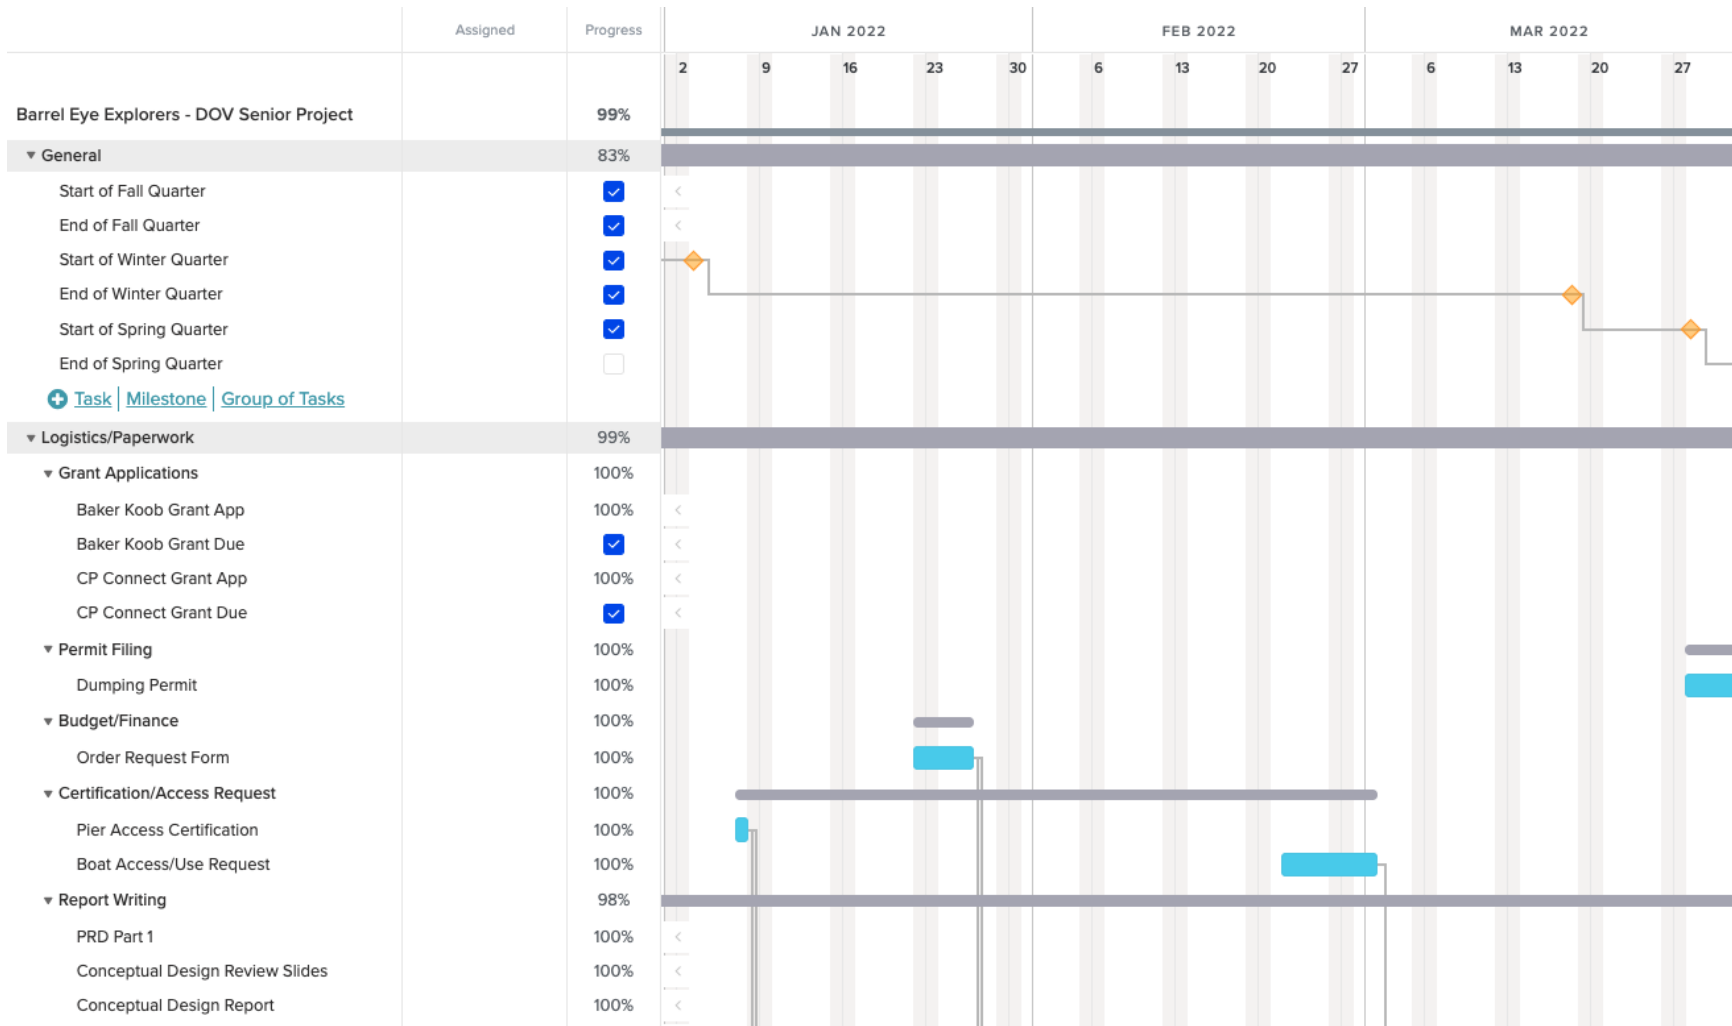 Assigned Progress JAN 2022 FEB 2022 MAR 2022
2 9 16 23 30 6 13 20 27 6 13 20 27
Barrel Eye Explorers - DOV Senior Project 99%
General 83%
Start of Fall Quarter
End of Fall Quarter
Start of Winter Quarter
End of Winter Quarter
Start of Spring Quarter
End of Spring Quarter
Task | Milestone | Group of Tasks
Logistics/Paperwork 99%
Grant Applications 100%
Baker Koob Grant App 100%
Baker Koob Grant Due
CP Connect Grant App 100%
CP Connect Grant Due
Permit Filing 100%
Dumping Permit 100%
Budget/Finance 100%
Order Request Form 100%
Certification/Access Request 100%
Pier Access Certification 100%
Boat Access/Use Request 100%
Report Writing 98%
PRD Part 1 100%
Conceptual Design Review Slides 100%
Conceptual Design Report 100%